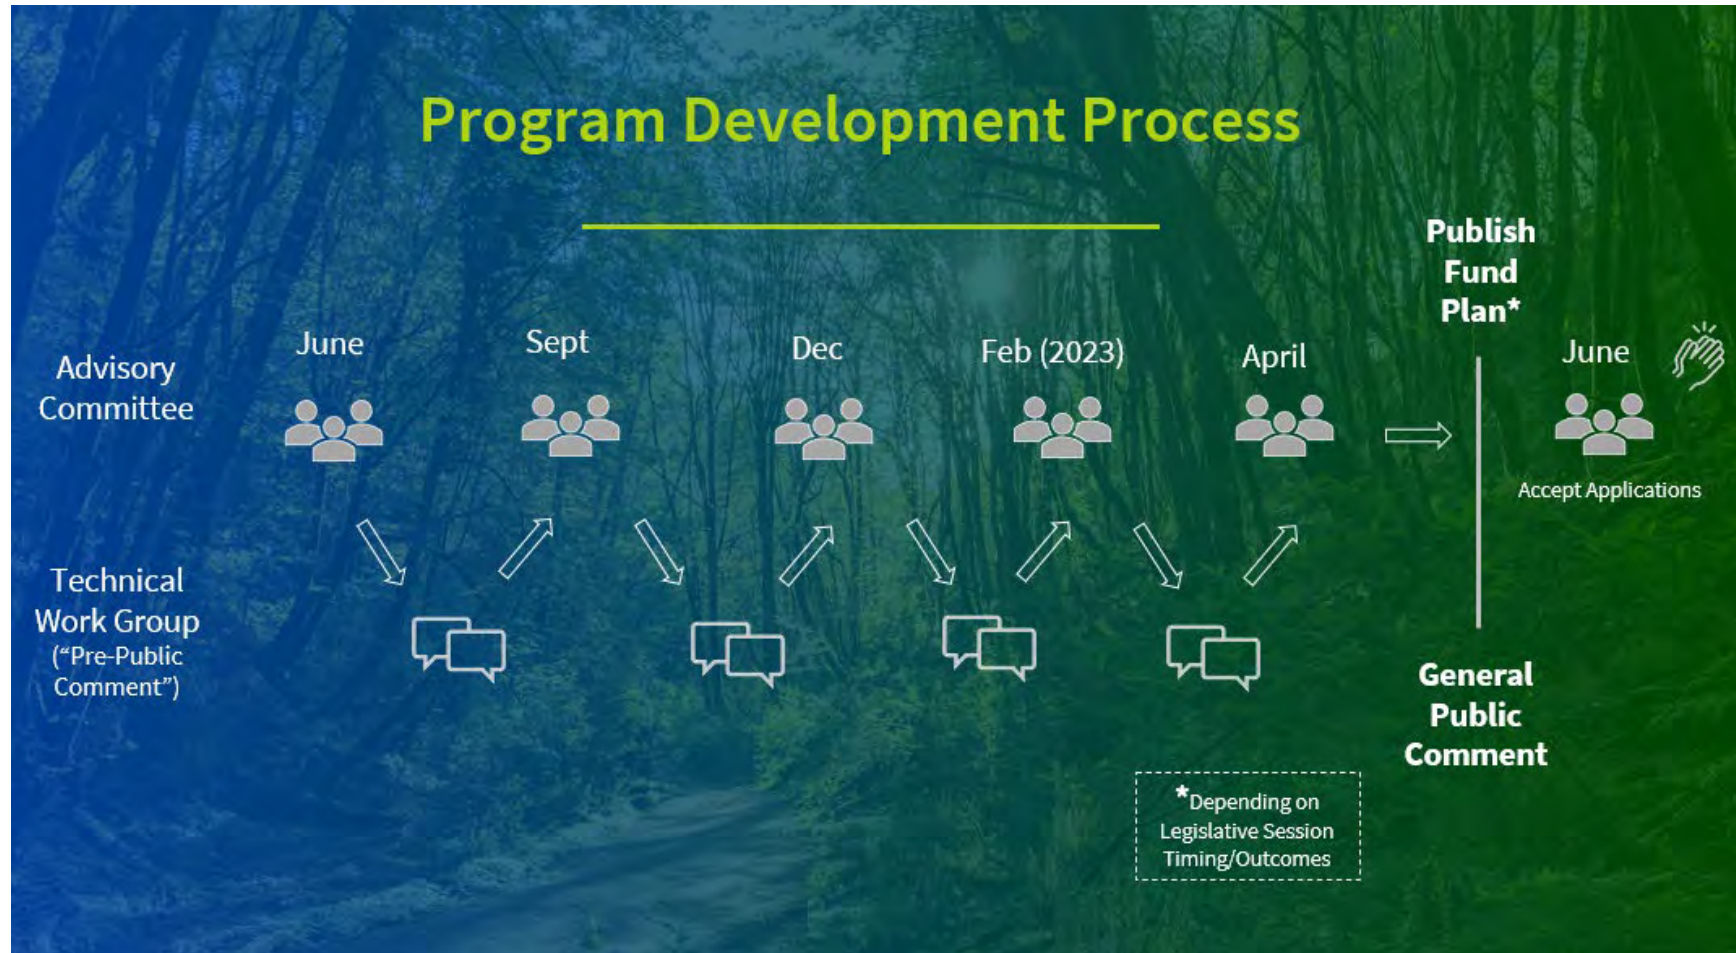 Program Development Process
Publish
Fund
Plan*
Advisory
Committee
June
Sept
Dec
Feb (2023)
April
June
Accept Applications
Technical
Work Group
("Pre-Public
Comment")
General
Public
Comment
*Depending on
Legislative Session
Timing/Outcomes